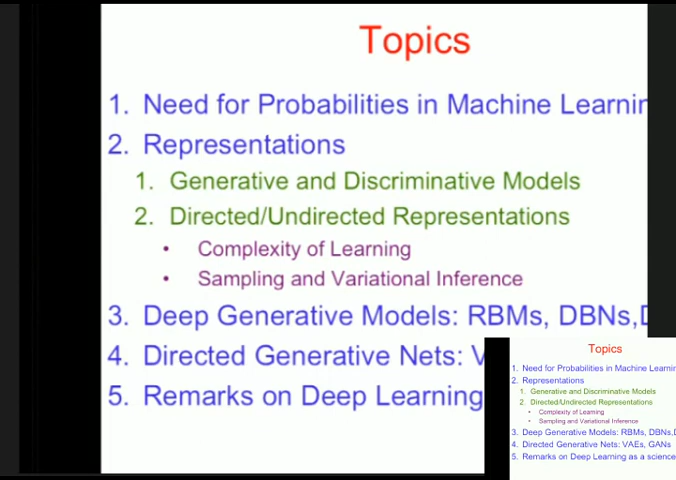 Topics
1. Need for Probabilities in Machine Learnin
2. Representations
1. Generative and Discriminative Models
2. Directed/Undirected Representations
• Complexity of Learning
• Sampling and Variational Inference
3. Deep Generative Models: RBMs, DBNs,
4. Directed Generative Nets: V
5. Remarks on Deep Learning
Topics
1. Need for Probabilities in Machine Learnin
2. Representations
1. Generative and Discriminative Models
2. Directed/Undirected Representations
• Complexity of Learning
• Sampling and Variational Inference
3. Deep Generative Models: RBMs, DBNs,
4. Directed Generative Nets: VAEs, GANs
5. Remarks on Deep Learning as a science